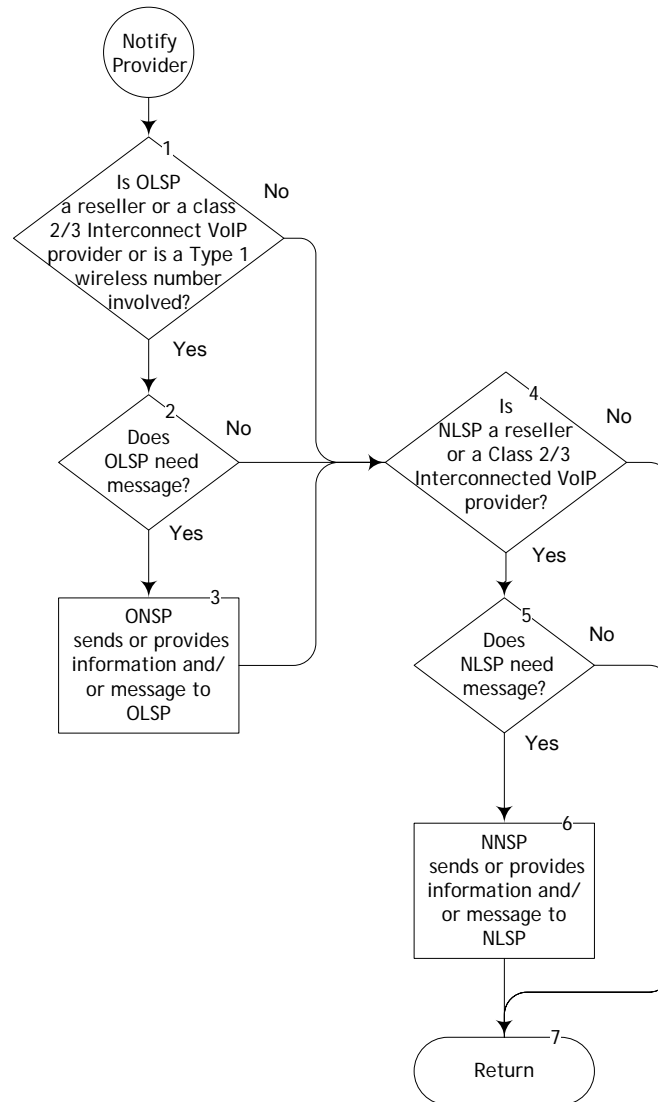 Notify
Provider
1
Is OLSP
a reseller or a class
2/3 Interconnect VoIP
provider or is a Type 1
wireless number
involved?
No
Yes
2
Does
OLSP need
message?
No
Yes
3
ONSP
sends or provides
information and/
or message to
OLSP
4
Is
NLSP a reseller
or a Class 2/3
Interconnected VoIP
provider?
No
Yes
5
Does
NLSP need
message?
No
Yes
6
NNSP
sends or provides
information and/
or message to
NLSP
7
Return